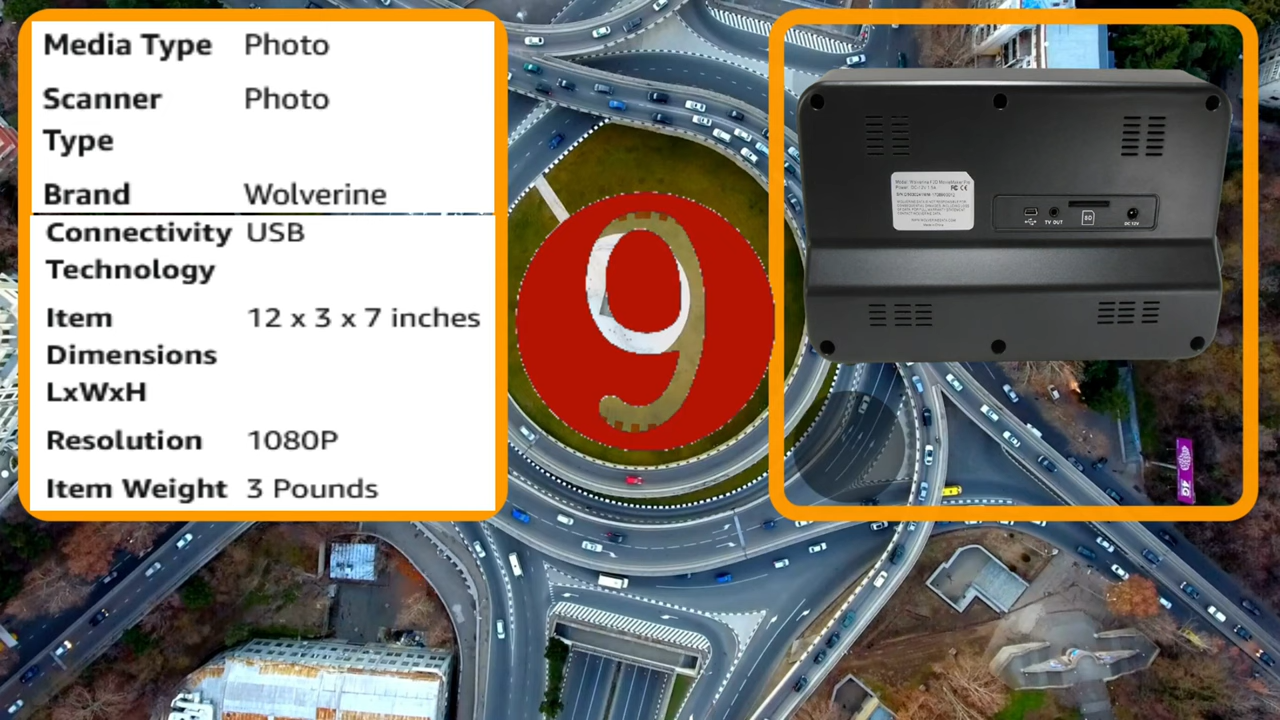 Media Type Photo
Scanner Photo
Type
Brand Wolverine
Connectivity USB
Technology
Item 12 x 3 x 7 inches
Dimensions
LxWxH
Resolution 1080P
Item Weight 3 Pounds
9
TV OUT
SD
DC 12V
4G